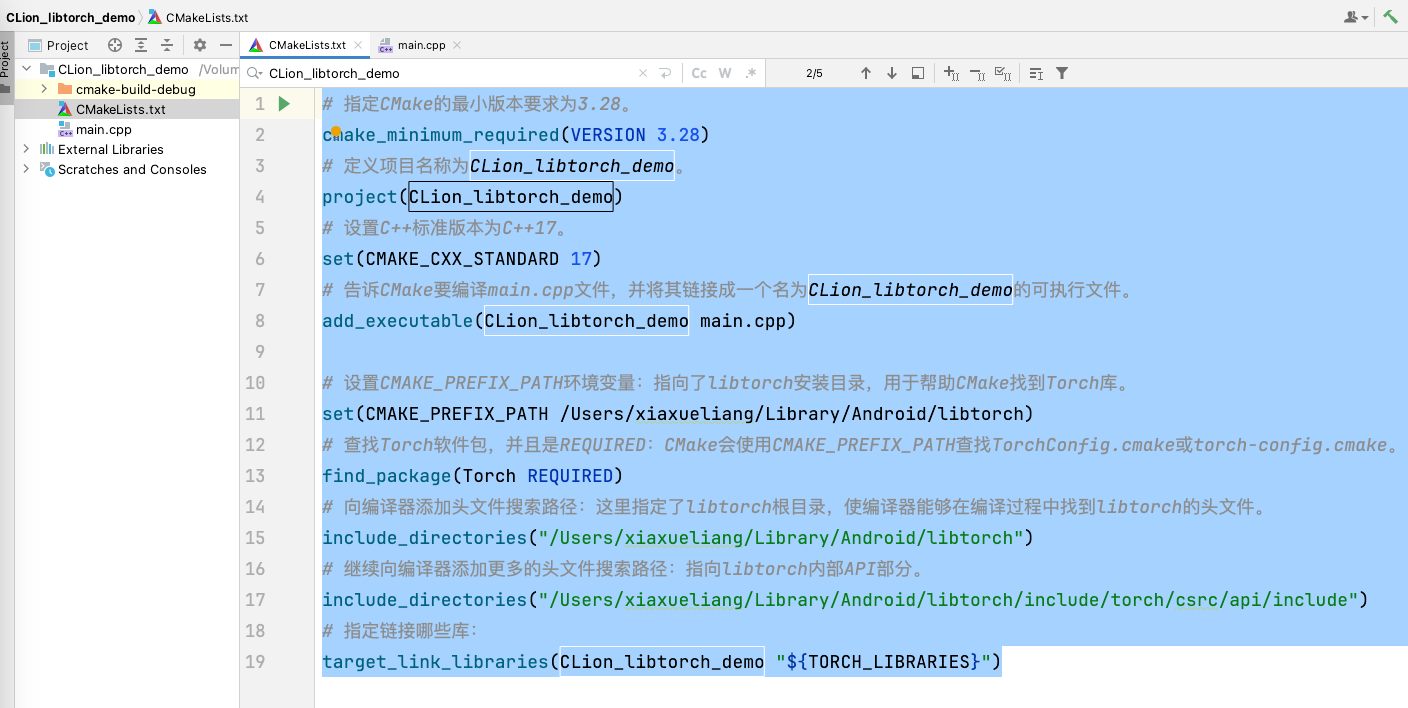 CLion_libtorch_demo CMakeLists.txt
Project
Project
CLion_libtorch_demo /Volum
cmake-build-debug
CMakeLists.txt
main.cpp
External Libraries
Scratches and Consoles
CMakeLists.txt main.cpp
CLion_libtorch_demo Cc W .* 2/5
1 # 指定CMake的最小版本要求为3.28。
2 cmake_minimum_required(VERSION 3.28)
3 # 定义项目名称为CLion_libtorch_demo。
4 project(CLion_libtorch_demo)
5 # 设置C++标准版本为C++17。
6 set(CMAKE_CXX_STANDARD 17)
7 # 告诉CMake要编译main.cpp文件，并将其链接成一个名为CLion_libtorch_demo的可执行文件。
8 add_executable(CLion_libtorch_demo main.cpp)
9
10 # 设置CMAKE_PREFIX_PATH环境变量：指向了libtorch安装目录，用于帮助CMake找到Torch库。
11 set(CMAKE_PREFIX_PATH /Users/xiaxueliang/Library/Android/libtorch)
12 # 查找Torch软件包，并且是REQUIRED：CMake会使用CMAKE_PREFIX_PATH查找TorchConfig.cmake或torch-config.cmake。
13 find_package(Torch REQUIRED)
14 # 向编译器添加头文件搜索路径：这里指定了libtorch根目录，使编译器能够在编译过程中找到libtorch的头文件。
15 include_directories("/Users/xiaxueliang/Library/Android/libtorch")
16 # 继续向编译器添加更多的头文件搜索路径：指向libtorch内部API部分。
17 include_directories("/Users/xiaxueliang/Library/Android/libtorch/include/torch/csrc/api/include")
18 # 指定链接哪些库：
19 target_link_libraries(CLion_libtorch_demo "${TORCH_LIBRARIES}")